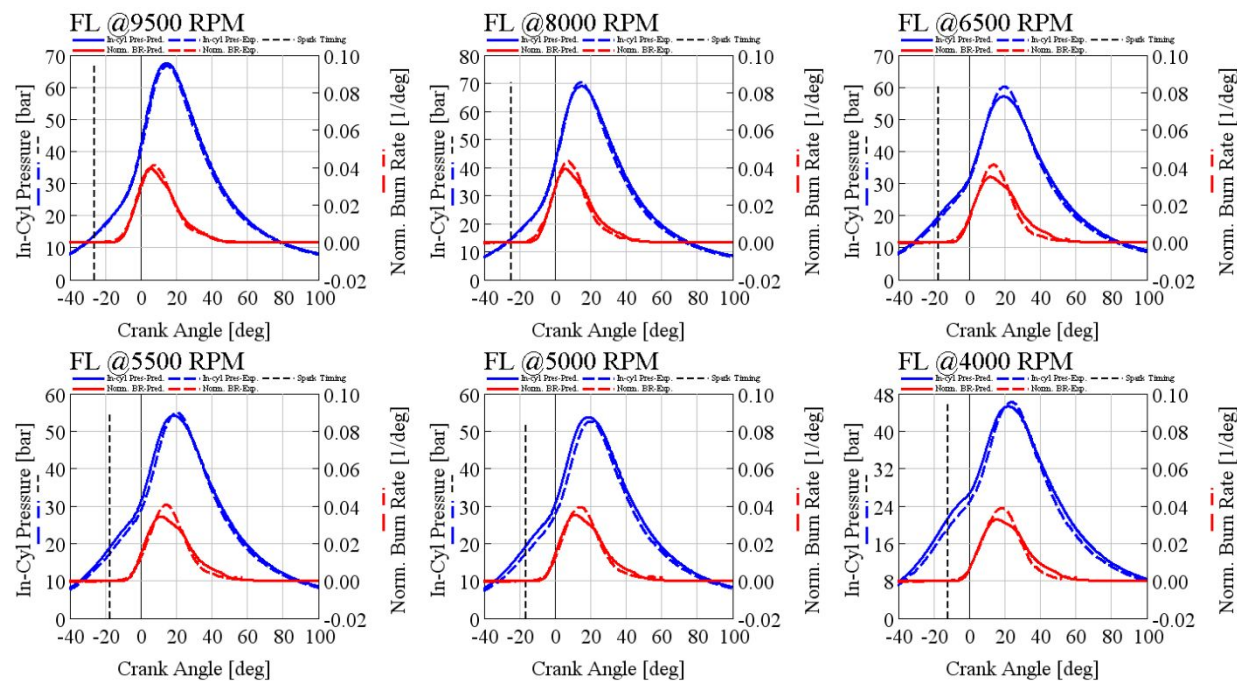 FL @9500 RPM
In-cyl Pres-Pred. In-cyl Pres-Exp. Spark Timing
Norm. BR-Pred. Norm. BR-Exp.
In-Cyl Pressure [bar]
70
60
50
40
30
20
10
0
Norm. Burn Rate [1/deg]
0.10
0.08
0.06
0.04
0.02
0.00
-0.02
-40 -20 0 20 40 60 80 100
Crank Angle [deg]
FL @8000 RPM
In-cyl Pres-Pred. In-cyl Pres-Exp. Spark Timing
Norm. BR-Pred. Norm. BR-Exp.
In-Cyl Pressure [bar]
80
70
60
50
40
30
20
10
0
Norm. Burn Rate [1/deg]
0.10
0.08
0.06
0.04
0.02
0.00
-0.02
-40 -20 0 20 40 60 80 100
Crank Angle [deg]
FL @6500 RPM
In-cyl Pres-Pred. In-cyl Pres-Exp. Spark Timing
Norm. BR-Pred. Norm. BR-Exp.
In-Cyl Pressure [bar]
70
60
50
40
30
20
10
0
Norm. Burn Rate [1/deg]
0.10
0.08
0.06
0.04
0.02
0.00
-0.02
-40 -20 0 20 40 60 80 100
Crank Angle [deg]
FL @5500 RPM
In-cyl Pres-Pred. In-cyl Pres-Exp. Spark Timing
Norm. BR-Pred. Norm. BR-Exp.
In-Cyl Pressure [bar]
60
50
40
30
20
10
0
Norm. Burn Rate [1/deg]
0.10
0.08
0.06
0.04
0.02
0.00
-0.02
-40 -20 0 20 40 60 80 100
Crank Angle [deg]
FL @5000 RPM
In-cyl Pres-Pred. In-cyl Pres-Exp. Spark Timing
Norm. BR-Pred. Norm. BR-Exp.
In-Cyl Pressure [bar]
60
50
40
30
20
10
0
Norm. Burn Rate [1/deg]
0.10
0.08
0.06
0.04
0.02
0.00
-0.02
-40 -20 0 20 40 60 80 100
Crank Angle [deg]
FL @4000 RPM
In-cyl Pres-Pred. In-cyl Pres-Exp. Spark Timing
Norm. BR-Pred. Norm. BR-Exp.
In-Cyl Pressure [bar]
48
40
32
24
16
8
0
Norm. Burn Rate [1/deg]
0.10
0.08
0.06
0.04
0.02
0.00
-0.02
-40 -20 0 20 40 60 80 100
Crank Angle [deg]